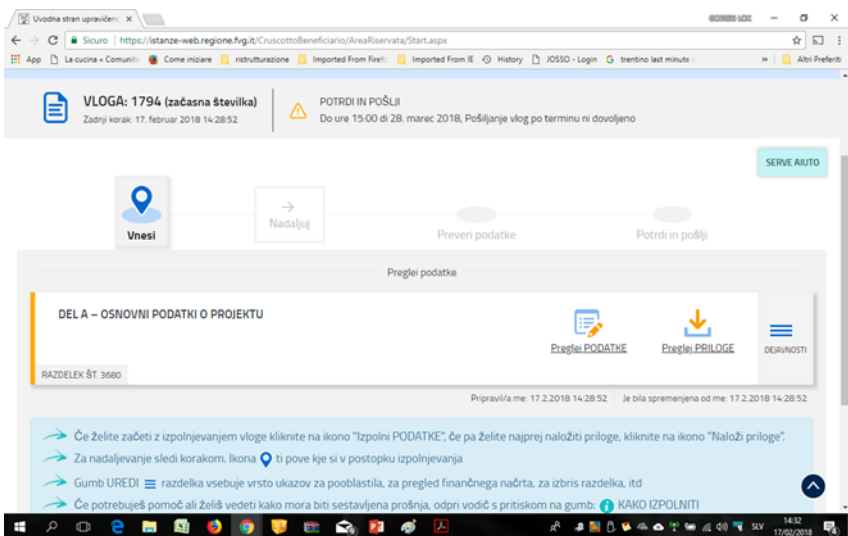 Uvodna stran upravičenc
Sicuro | https://istanze-web.regione.fvg.it/CruscottoBeneficiario/AreaRiservata/Start.aspx
App La cucina « Comunità Come iniziare ristrutturazione Imported From Firef Imported From IE History JOSSO - Login trentino last minute » Altri Preferiti
VLOGA: 1794 (začasna številka)
Zadnji korak: 17. februar 2018 14:28:52
POTRDI IN POŠLJI
Do ure 15:00 di 28. marec 2018, Pošiljanje vlog po terminu ni dovoljeno
SERVE AIUTO
Vnesi
Nadaljuj
Preveri podatke
Potrdi in pošlji
Preglej podatke
DEL A – OSNOVNI PODATKI O PROJEKTU
Preglej PODATKE
Preglej PRILOGE
DEJAVNOSTI
RAZDELEK ŠT. 3680
Pripravil/a me: 17.2.2018 14:28:52 Je bila spremenjena od me: 17.2.2018 14:28:52
Če želite začeti z izpolnjevanjem vloge kliknite na ikono "Izpolni PODATKE", če pa želite najprej naložiti priloge, kliknite na ikono "Naloži priloge".
Za nadaljevanje sledi korakom. Ikona ti pove kje si v postopku izpolnjevanja
Gumb UREDI razdelka vsebuje vrsto ukazov za pooblastila, za pregled finančnega načrta, za izbris razdelka, itd
Če potrebuješ pomoč ali želiš vedeti kako mora biti sestavljena prošnja, odpri vodič s pritiskom na gumb: KAKO IZPOLNITI
SLV
14:32
17/02/2018